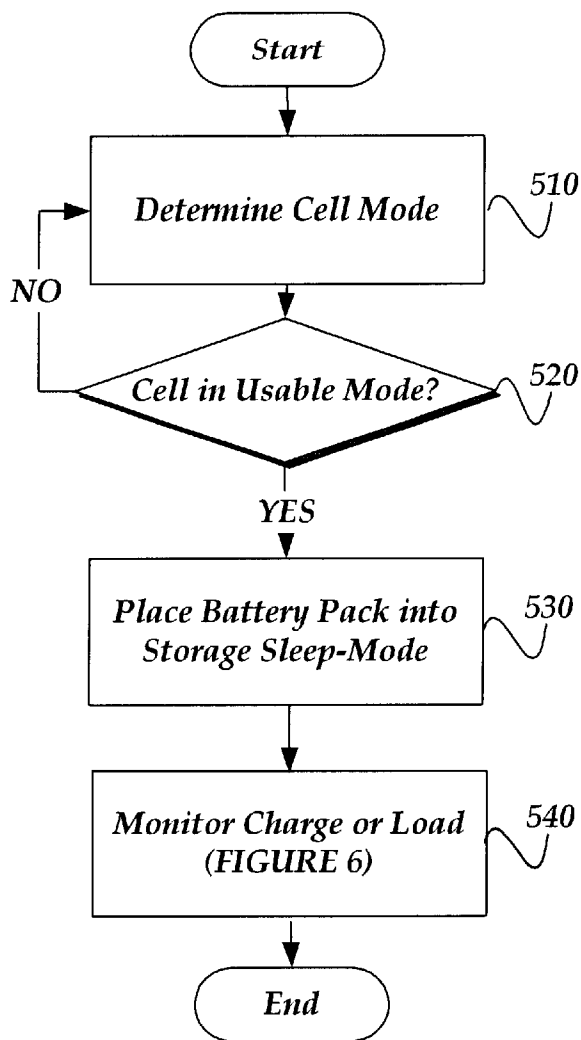 Start
Determine Cell Mode
510
NO
Cell in Usable Mode?
520
YES
Place Battery Pack into
Storage Sleep-Mode
530
Monitor Charge or Load
(FIGURE 6)
540
End